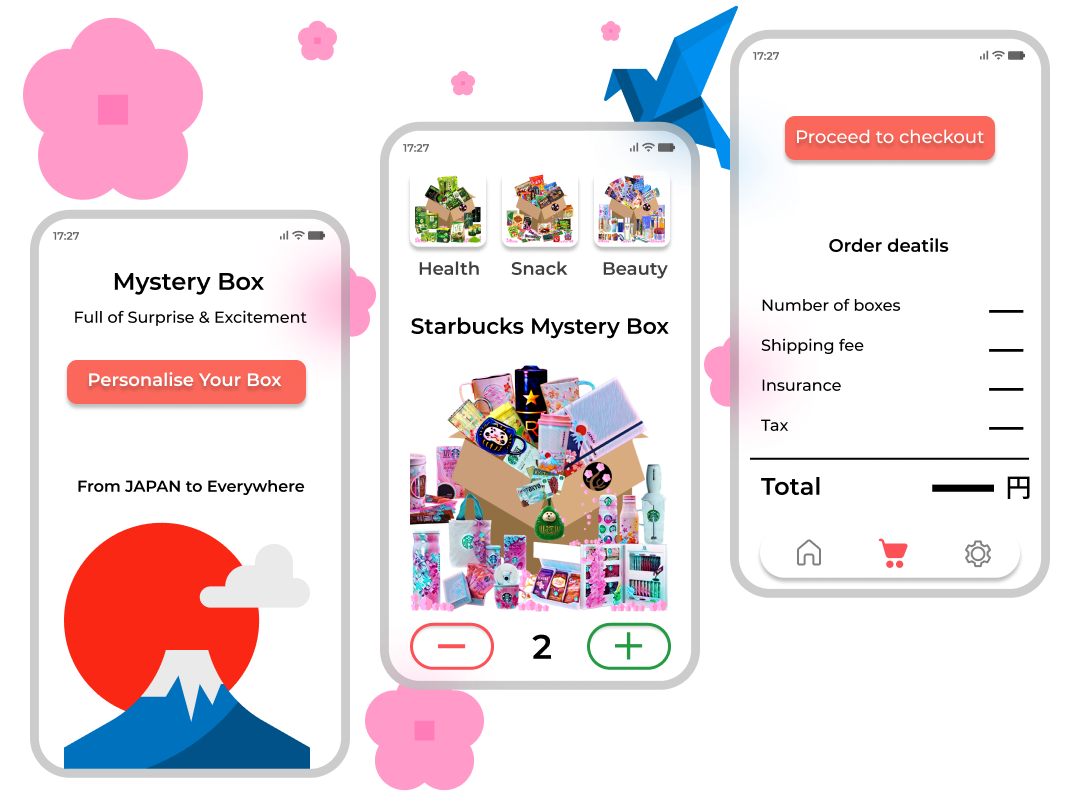 17:27
Mystery Box
Full of Surprise & Excitement
Personalise Your Box
From JAPAN to Everywhere
17:27
Health
Snack
Beauty
Starbucks Mystery Box
2
17:27
Proceed to checkout
Order deatils
Number of boxes
Shipping fee
Insurance
Tax
Total
円